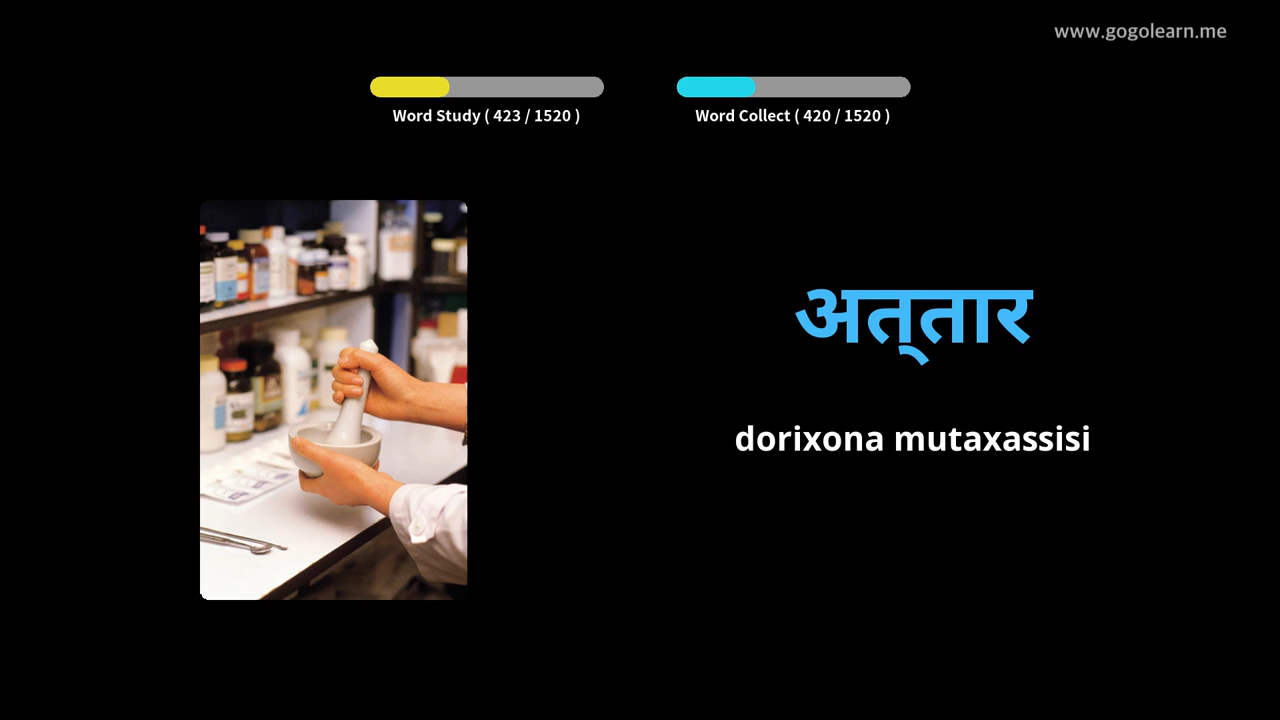 www.gogolearn.me
Word Study ( 423 / 1520 )
Word Collect ( 420 / 1520 )
अत्‌तार
dorixona mutaxassisi